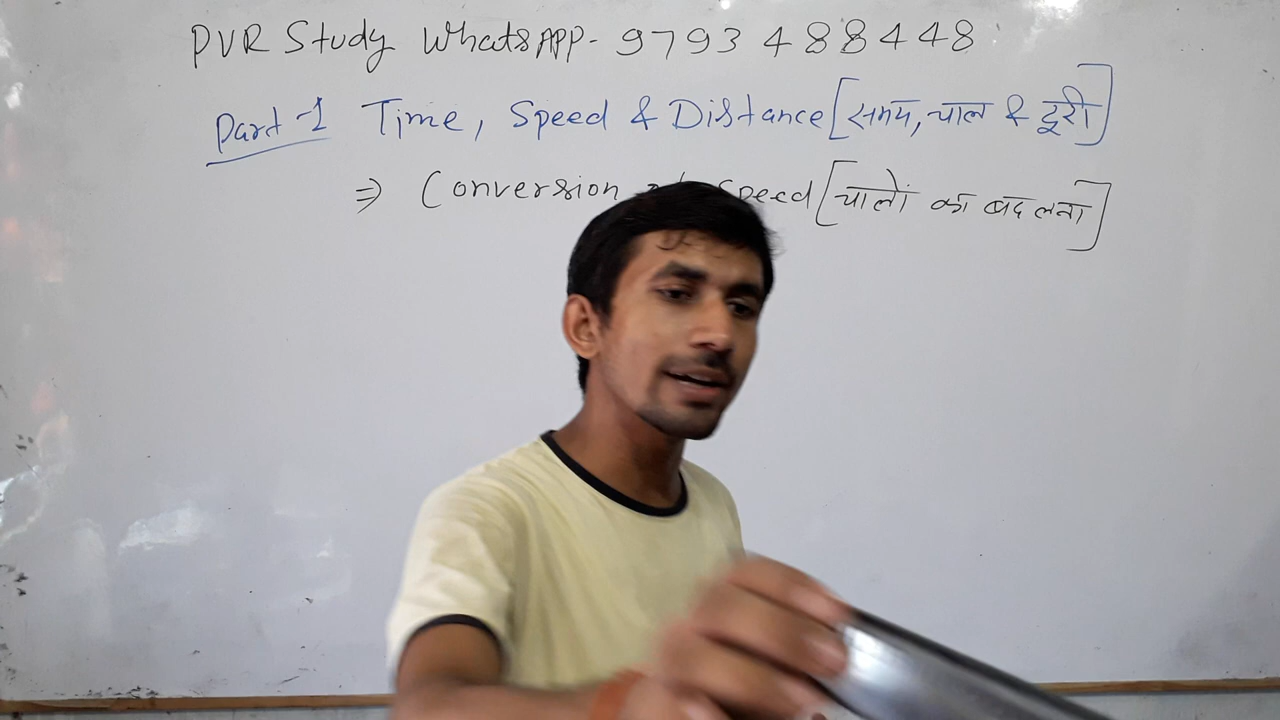 PVR Study WhatsAPP- 9793488448
Part-1 Time, Speed & Distance [समय, चाल & दूरी]
⇒ Conversion Speed [चालों का बदलना]